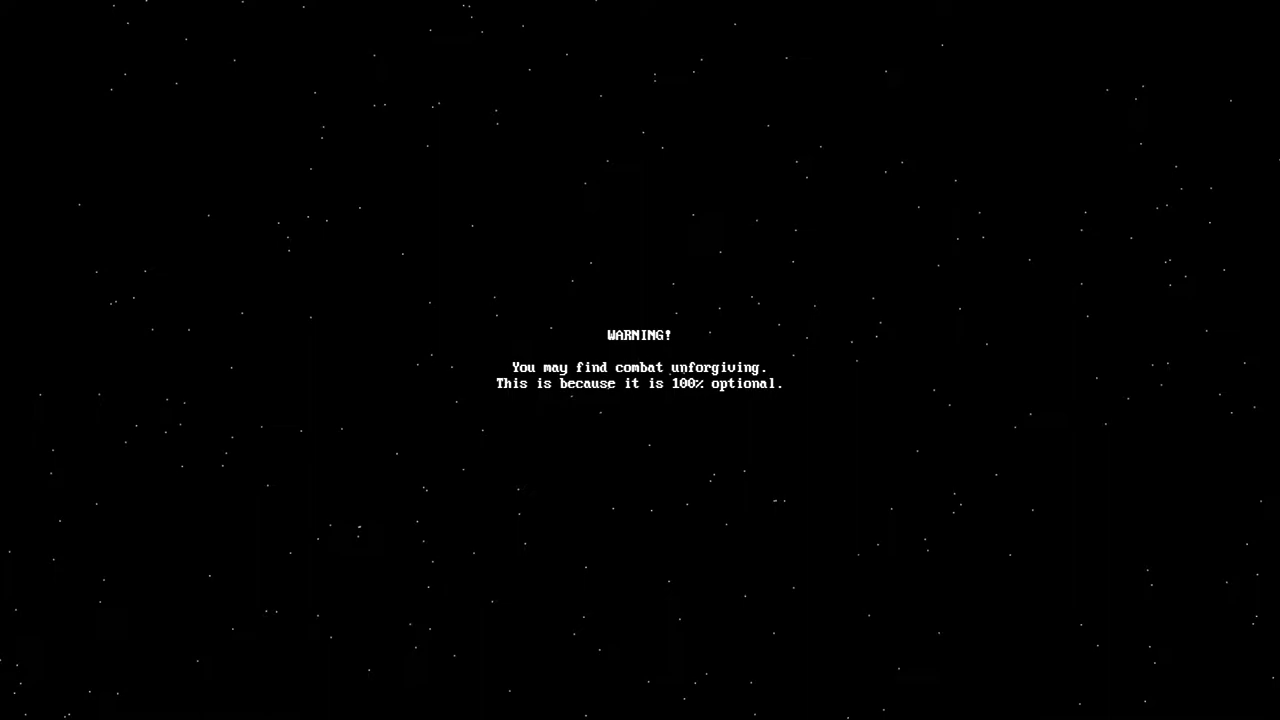 WARNING!
You may find combat unforgiving.
This is because it is 100% optional.